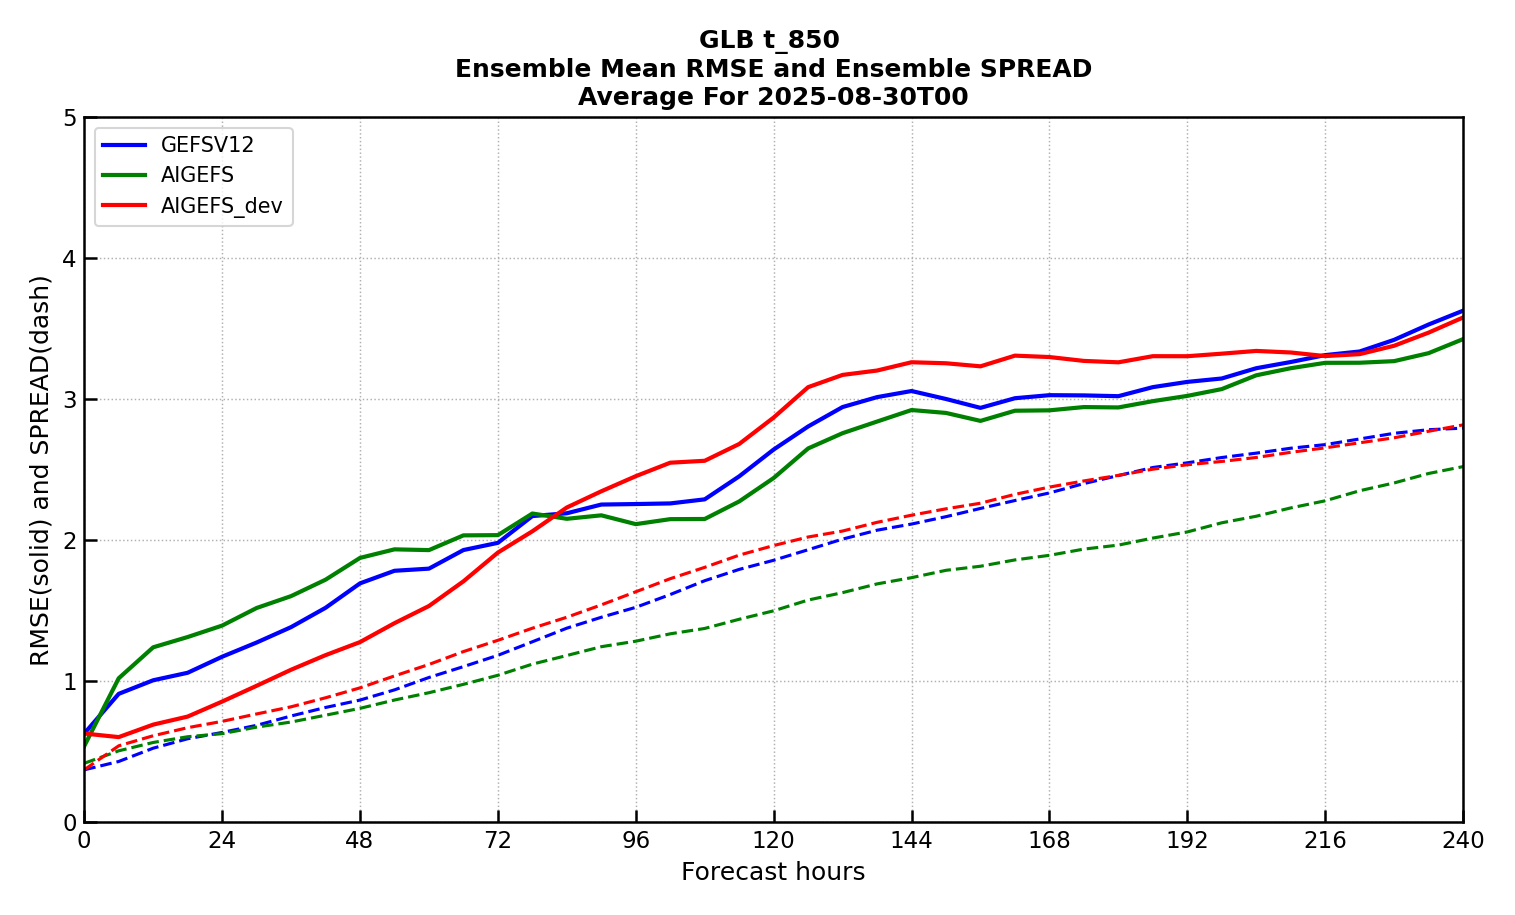 GLB t_850
Ensemble Mean RMSE and Ensemble SPREAD
Average For 2025-08-30T00
GEFSV12
AIGEFS
AIGEFS_dev
RMSE(solid) and SPREAD(dash)
5
4
3
2
1
0
0 24 48 72 96 120 144 168 192 216 240
Forecast hours